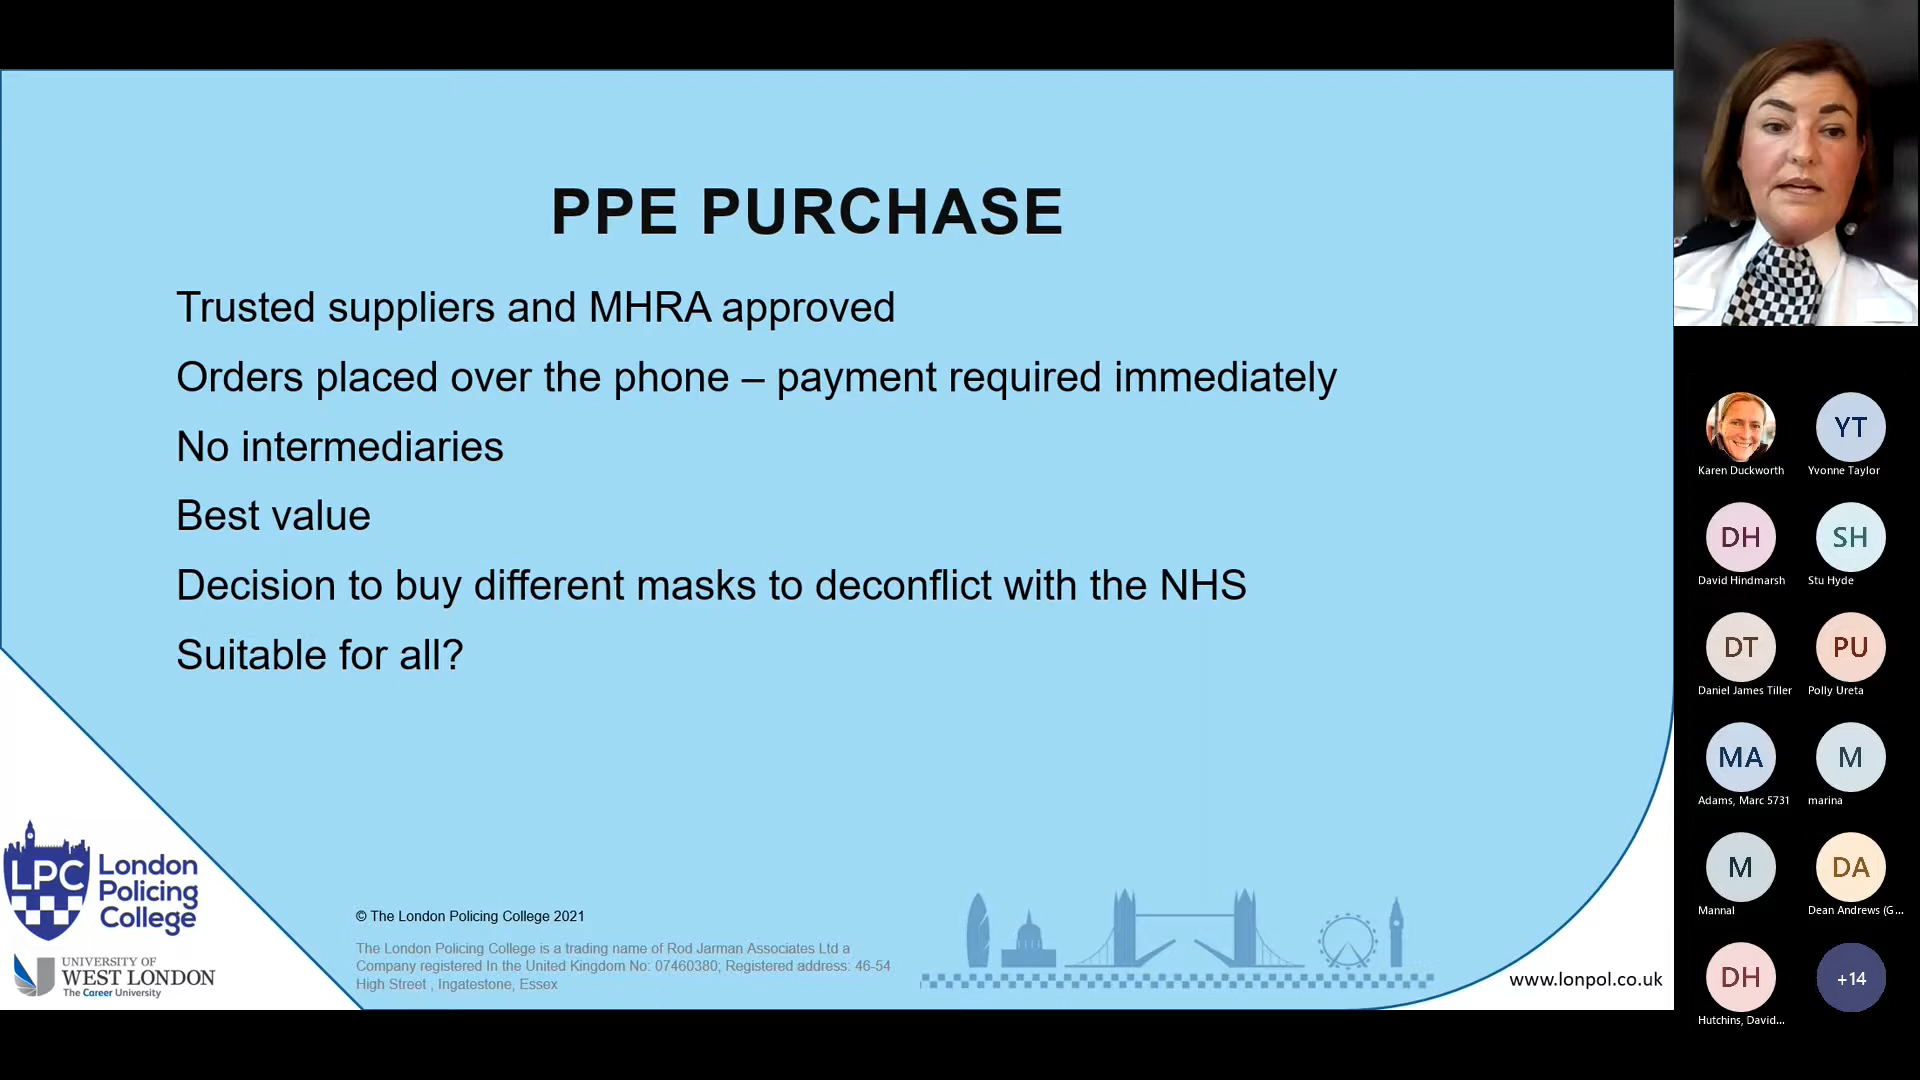 PPE PURCHASE
Trusted suppliers and MHRA approved
Orders placed over the phone – payment required immediately
No intermediaries
Best value
Decision to buy different masks to deconflict with the NHS
Suitable for all?
LPC
London
Policing
College
UNIVERSITY OF
WEST LONDON
The Career University
© The London Policing College 2021
The London Policing College is a trading name of Rod Jarman Associates Ltd a
Company registered In the United Kingdom No: 07460380; Registered address: 46-54
High Street , Ingatestone, Essex
www.lonpol.co.uk
YT
Karen Duckworth
Yvonne Taylor
DH
SH
David Hindmarsh
Stu Hyde
DT
PU
Daniel James Tiller
Polly Ureta
MA
M
Adams, Marc 5731
marina
M
DA
Mannal
Dean Andrews (G...
DH
+14
Hutchins, David...